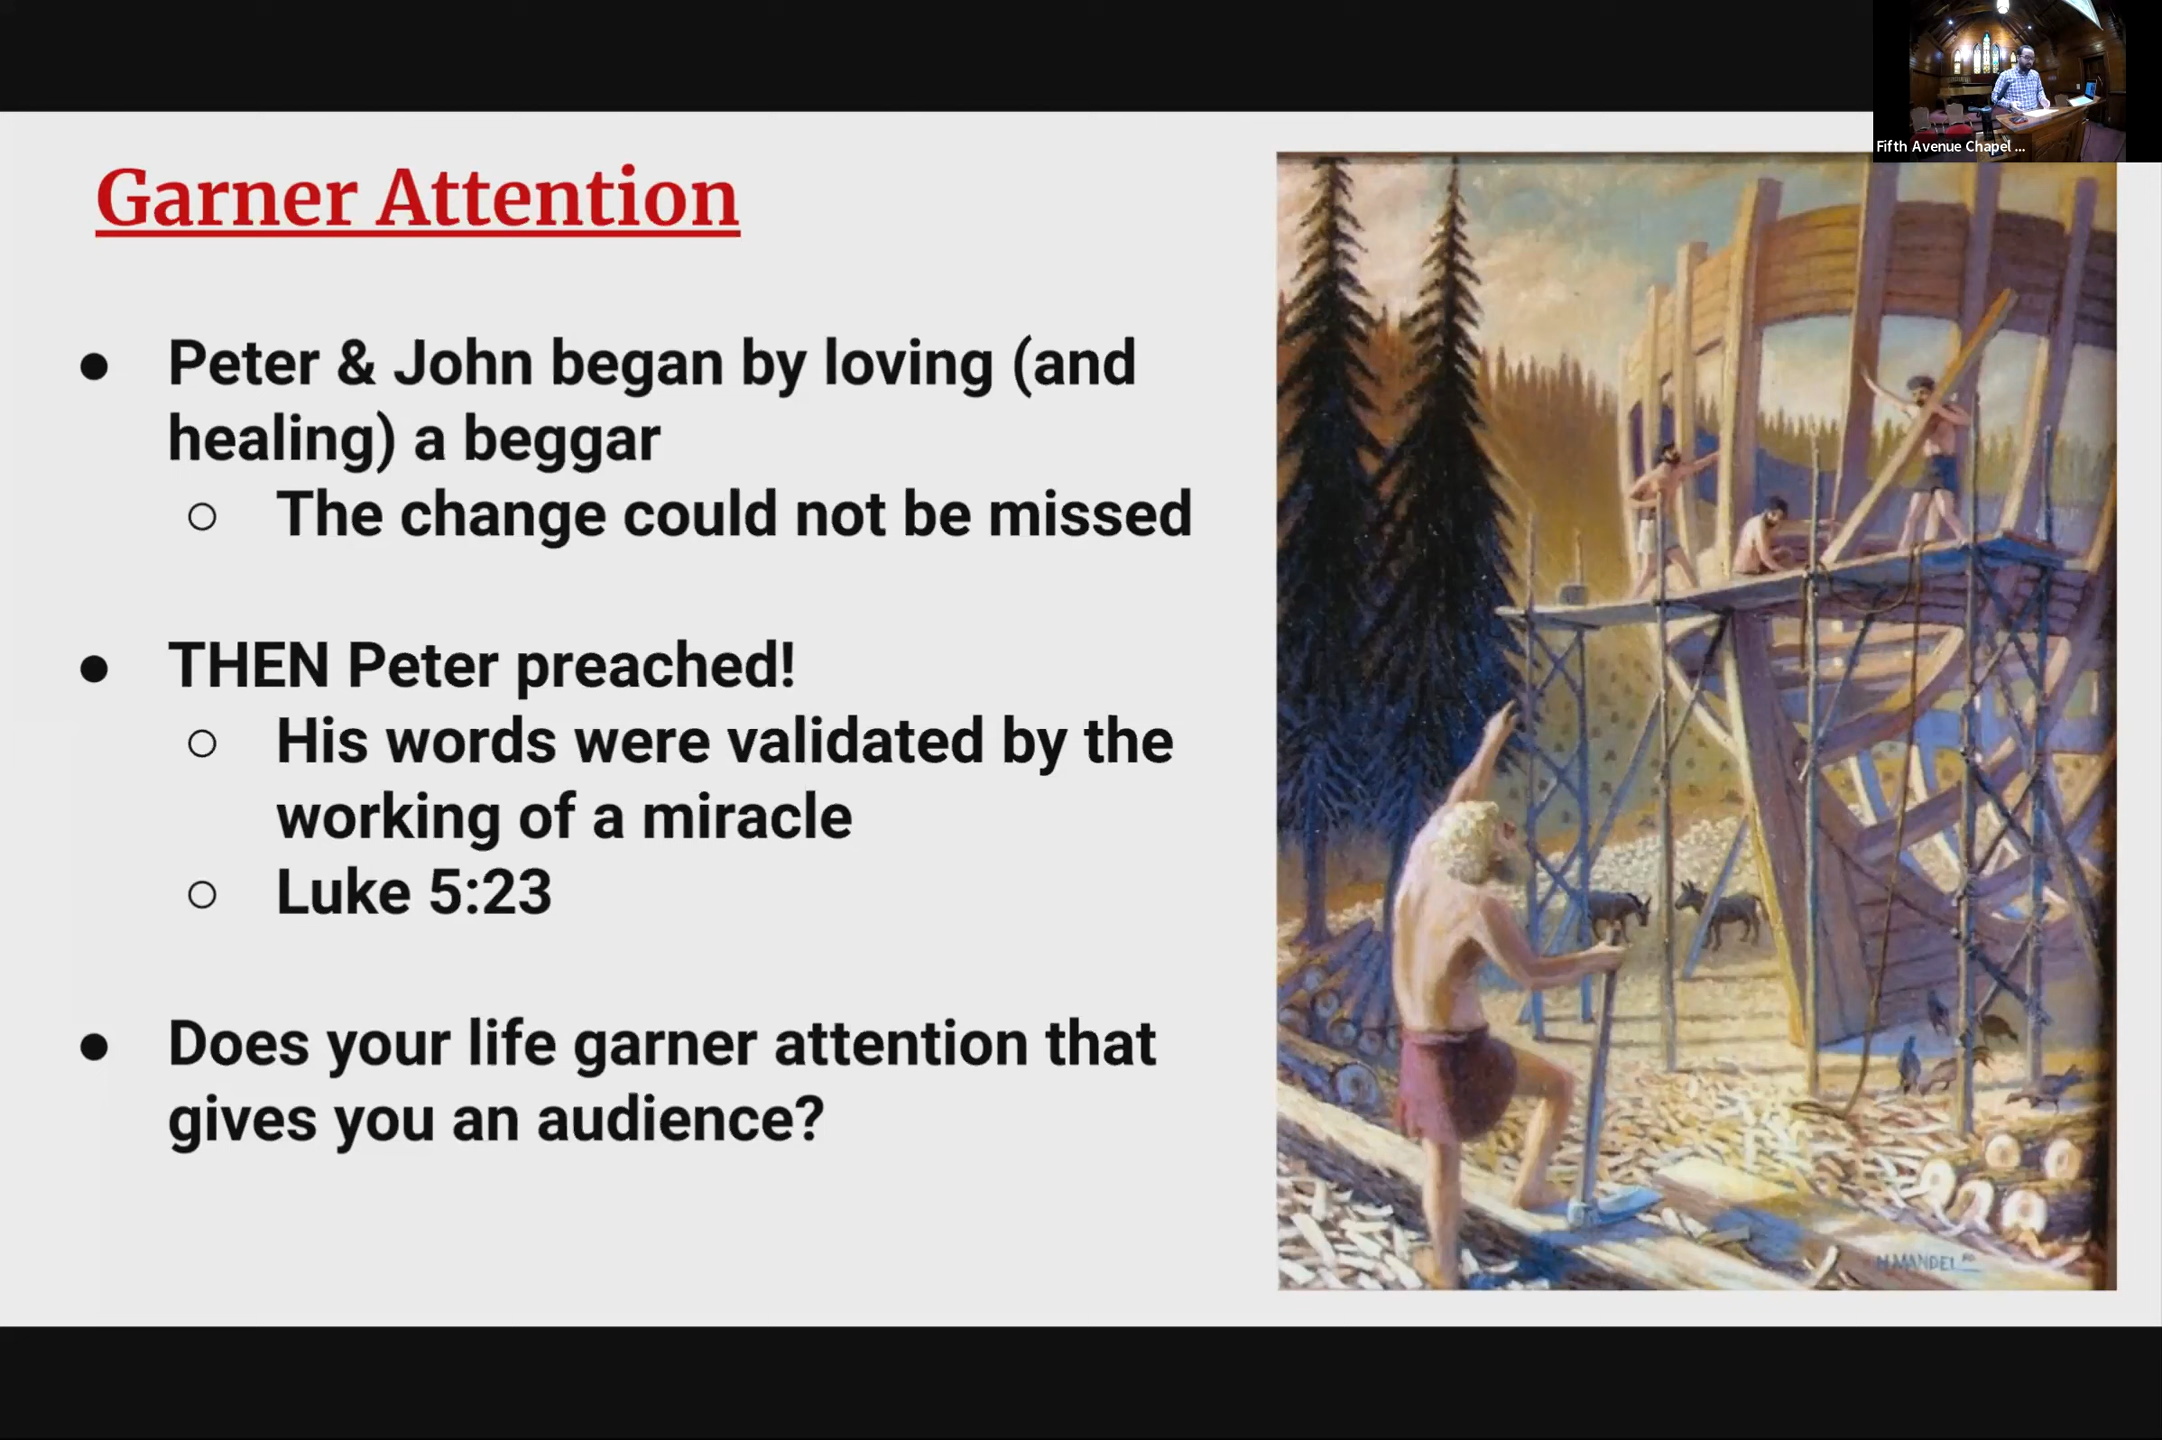 Fifth Avenue Chapel ...
Garner Attention
● Peter & John began by loving (and
healing) a beggar
○ The change could not be missed
● THEN Peter preached!
○ His words were validated by the
working of a miracle
○ Luke 5:23
● Does your life garner attention that
gives you an audience?
MANDEL